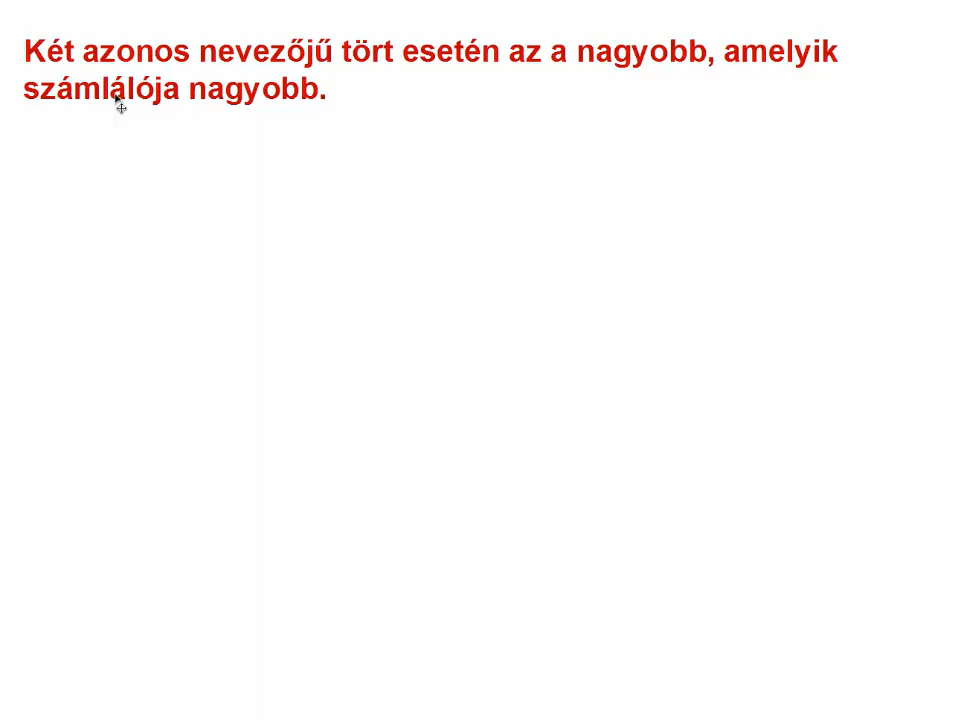 Két azonos nevezőjű tört esetén az a nagyobb, amelyik
számlálója nagyobb.